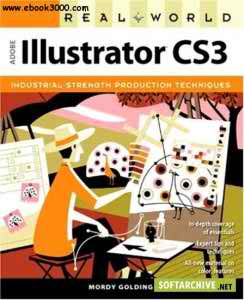 www.ebook3000.com
REAL WORLD
ADOBE
Illustrator CS3
INDUSTRIAL STRENGTH PRODUCTION TECHNIQUES
In-depth coverage
of essentials
Expert tips and
techniques
All-new material on
color features
MORDY GOLDING
SOFTARCHIVE.NET